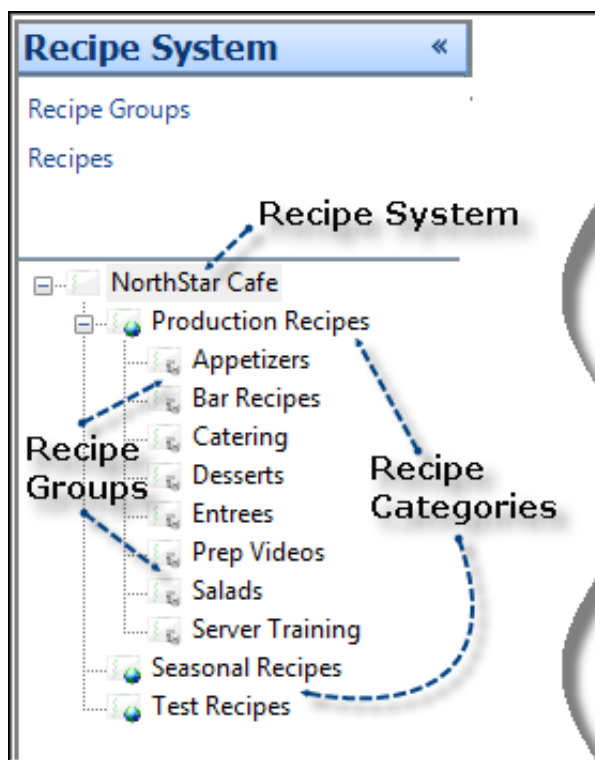 Recipe System «
Recipe Groups
Recipes
Recipe System
NorthStar Cafe
Production Recipes
Appetizers
Bar Recipes
Catering
Recipe
Groups
Desserts
Recipe
Categories
Entrees
Prep Videos
Salads
Server Training
Seasonal Recipes
Test Recipes